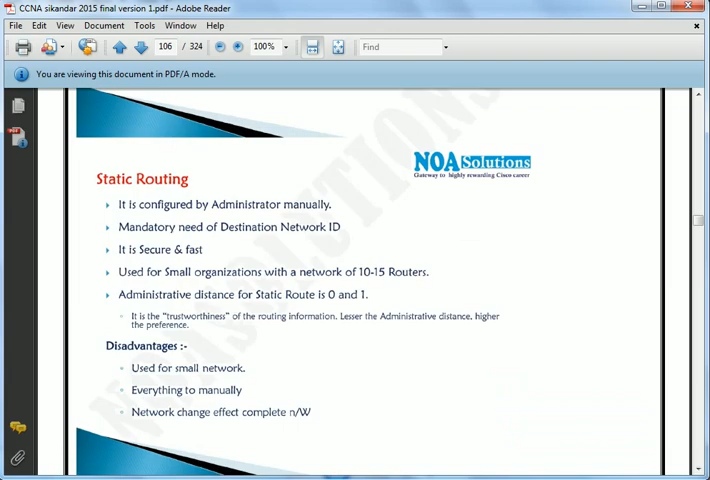 CCNA sikandar 2015 final version 1.pdf - Adobe Reader
File Edit View Document Tools Window Help
106 / 324 100% Find
You are viewing this document in PDF/A mode.
NOA Solutions
Gateway to highly rewarding Cisco career
Static Routing
It is configured by Administrator manually.
Mandatory need of Destination Network ID
It is Secure & fast
Used for Small organizations with a network of 10-15 Routers.
Administrative distance for Static Route is 0 and 1.
It is the “trustworthiness” of the routing information. Lesser the Administrative distance, higher
the preference.
Disadvantages :-
Used for small network.
Everything to manually
Network change effect complete n/W
NOA SOLUTIONS